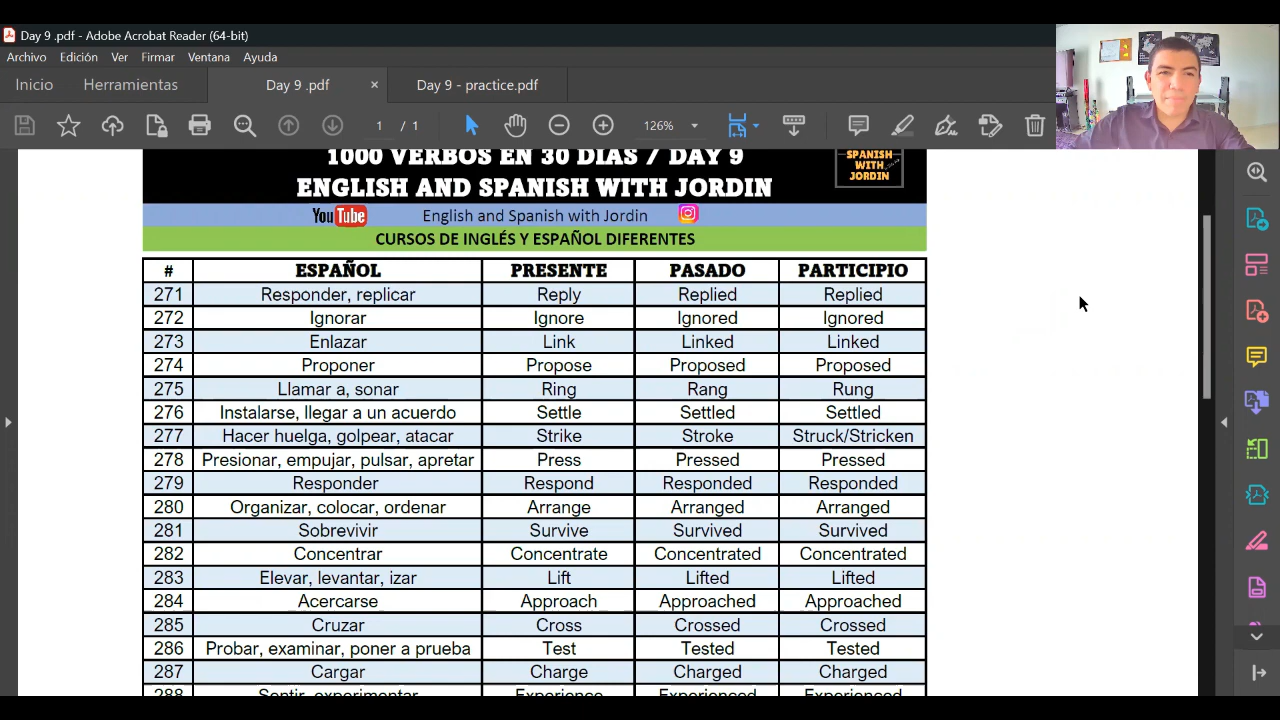 Day 9 .pdf - Adobe Acrobat Reader (64-bit)
Archivo Edición Ver Firmar Ventana Ayuda
Inicio Herramientas Day 9 .pdf × Day 9 - practice.pdf
1 / 1 126%
1000 VERBOS EN 30 DIAS / DAY 9
ENGLISH AND SPANISH WITH JORDIN
SPANISH
WITH
JORDIN
YouTube English and Spanish with Jordin
CURSOS DE INGLÉS Y ESPAÑOL DIFERENTES
# ESPAÑOL PRESENTE PASADO PARTICIPIO
271 Responder, replicar Reply Replied Replied
272 Ignorar Ignore Ignored Ignored
273 Enlazar Link Linked Linked
274 Proponer Propose Proposed Proposed
275 Llamar a, sonar Ring Rang Rung
276 Instalarse, llegar a un acuerdo Settle Settled Settled
277 Hacer huelga, golpear, atacar Strike Stroke Struck/Stricken
278 Presionar, empujar, pulsar, apretar Press Pressed Pressed
279 Responder Respond Responded Responded
280 Organizar, colocar, ordenar Arrange Arranged Arranged
281 Sobrevivir Survive Survived Survived
282 Concentrar Concentrate Concentrated Concentrated
283 Elevar, levantar, izar Lift Lifted Lifted
284 Acercarse Approach Approached Approached
285 Cruzar Cross Crossed Crossed
286 Probar, examinar, poner a prueba Test Tested Tested
287 Cargar Charge Charged Charged
288 Sentir, experimentar Experience Experienced Experienced